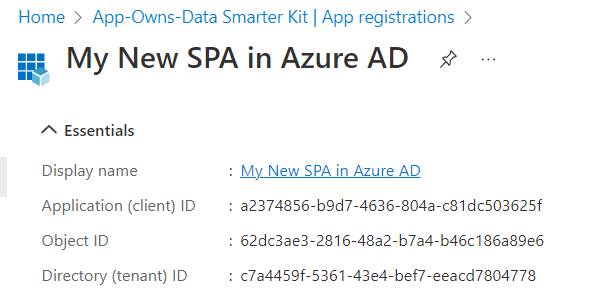 Home > App-Owns-Data Smarter Kit | App registrations >
My New SPA in Azure AD ...
Essentials
Display name : My New SPA in Azure AD
Application (client) ID : a2374856-b9d7-4636-804a-c81dc503625f
Object ID : 62dc3ae3-2816-48a2-b7a4-b46c186a89e6
Directory (tenant) ID : c7a4459f-5361-43e4-bef7-eeacd7804778